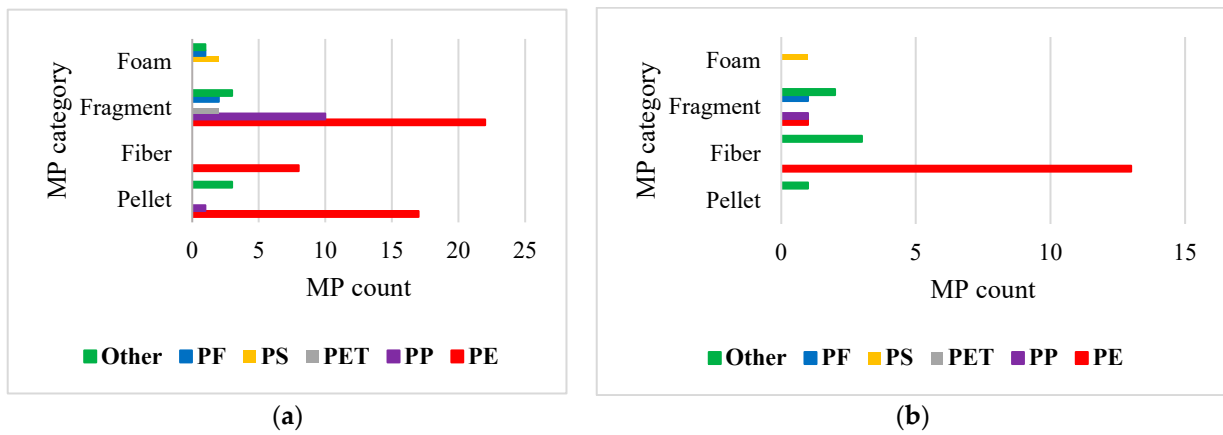 MP category
Foam
Fragment
Fiber
Pellet
0 5 10 15 20 25
MP count
Other PF PS PET PP PE
(a)
MP category
Foam
Fragment
Fiber
Pellet
0 5 10 15
MP count
Other PF PS PET PP PE
(b)